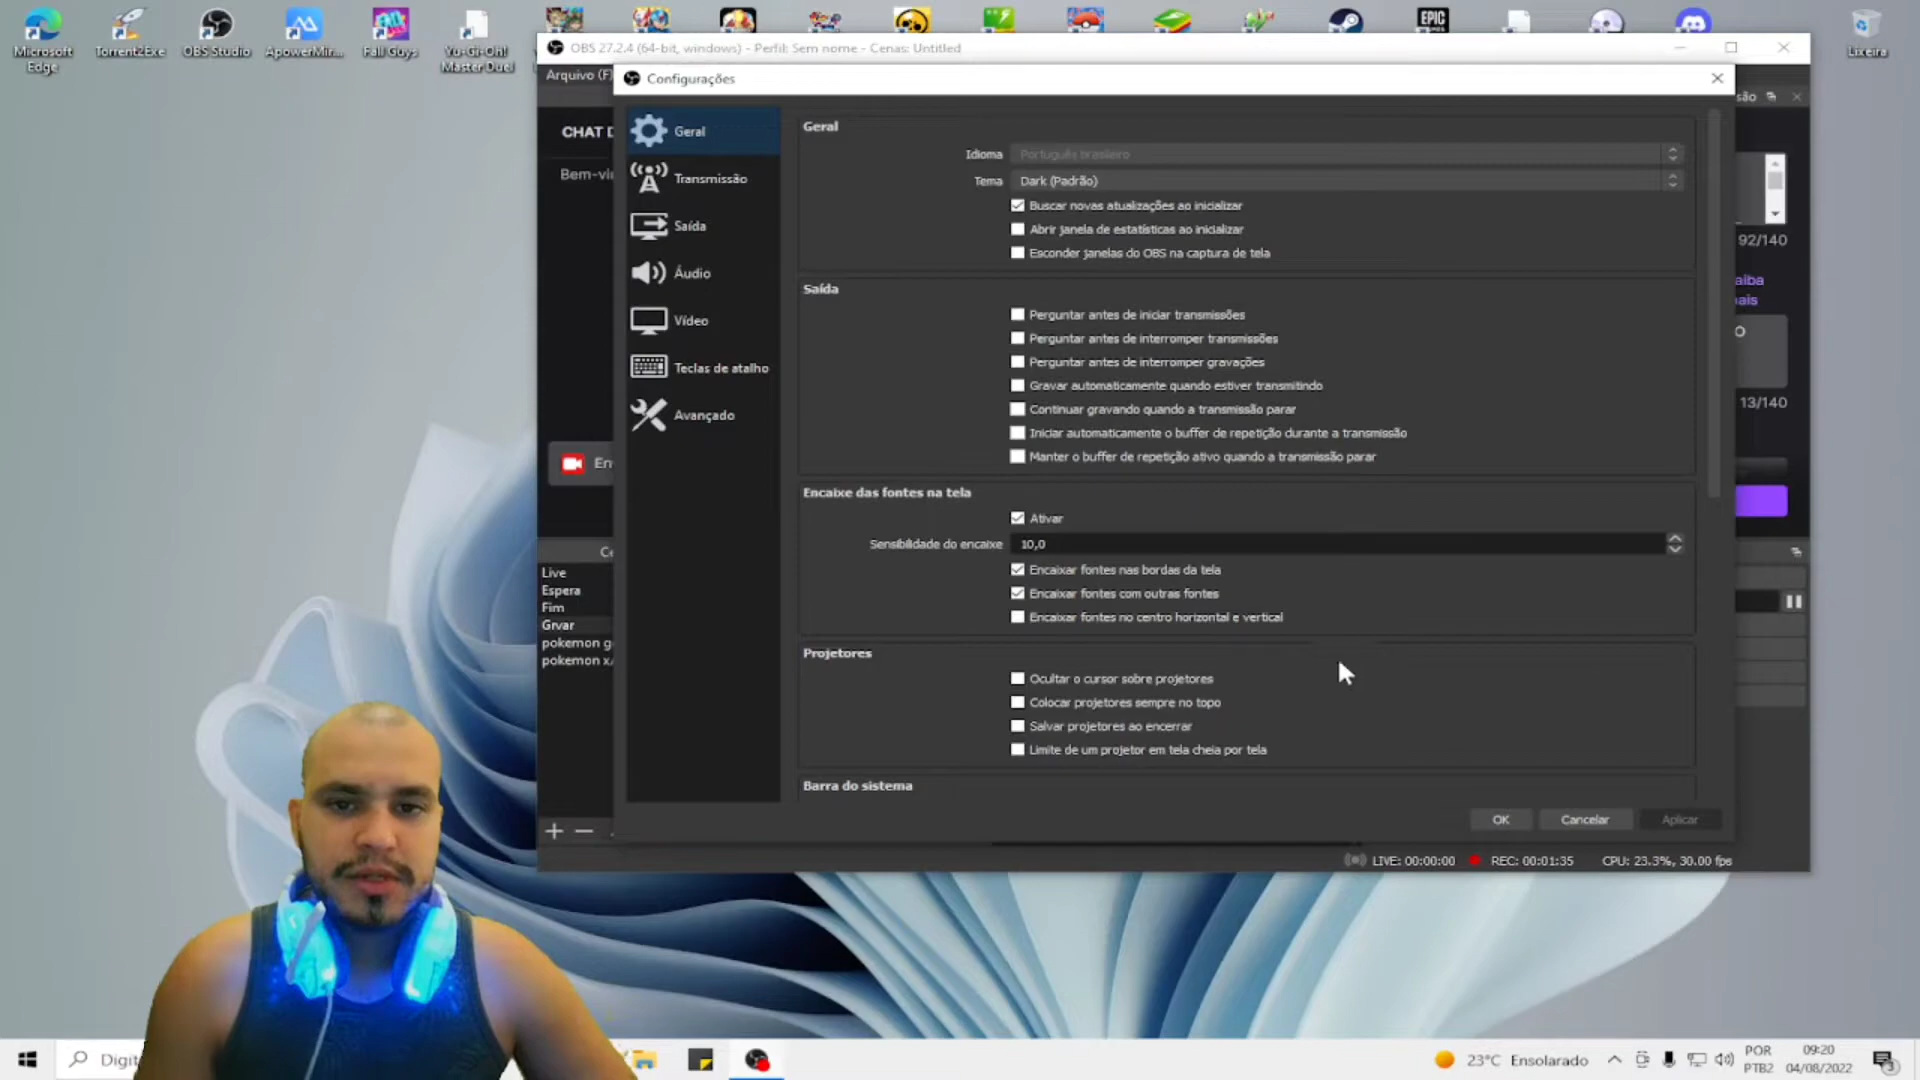 Microsoft Edge
Torrent2Exe
OBS Studio
ApowerMir...
Fall Guys
Yu-Gi-Oh! Master Duel
EPIC
Lixeira
OBS 27.2.4 (64-bit, windows) - Perfil: Sem nome - Cenas: Untitled
Arquivo (F)
Configurações
são
CHAT D
Bem-vi
Geral
Transmissão
Saída
Áudio
Vídeo
Teclas de atalho
Avançado
Geral
Idioma Português brasileiro
Tema Dark (Padrão)
Buscar novas atualizações ao inicializar
Abrir janela de estatísticas ao inicializar
Esconder janelas do OBS na captura de tela
Saída
Perguntar antes de iniciar transmissões
Perguntar antes de interromper transmissões
Perguntar antes de interromper gravações
Gravar automaticamente quando estiver transmitindo
Continuar gravando quando a transmissão parar
Iniciar automaticamente o buffer de repetição durante a transmissão
Manter o buffer de repetição ativo quando a transmissão parar
Encaixe das fontes na tela
Ativar
Sensibilidade do encaixe 10,0
Encaixar fontes nas bordas da tela
Encaixar fontes com outras fontes
Encaixar fontes no centro horizontal e vertical
Projetores
Ocultar o cursor sobre projetores
Colocar projetores sempre no topo
Salvar projetores ao encerrar
Limite de um projetor em tela cheia por tela
Barra do sistema
OK Cancelar Aplicar
92/140
aiba
ais
O
13/140
En
Ce
Live
Espera
Fim
Grvar
pokemon g
pokemon x/
LIVE: 00:00:00 REC: 00:01:35 CPU: 23.3%, 30.00 fps
Digit
23°C Ensolarado
POR
PTB2
09:20
04/08/2022
3